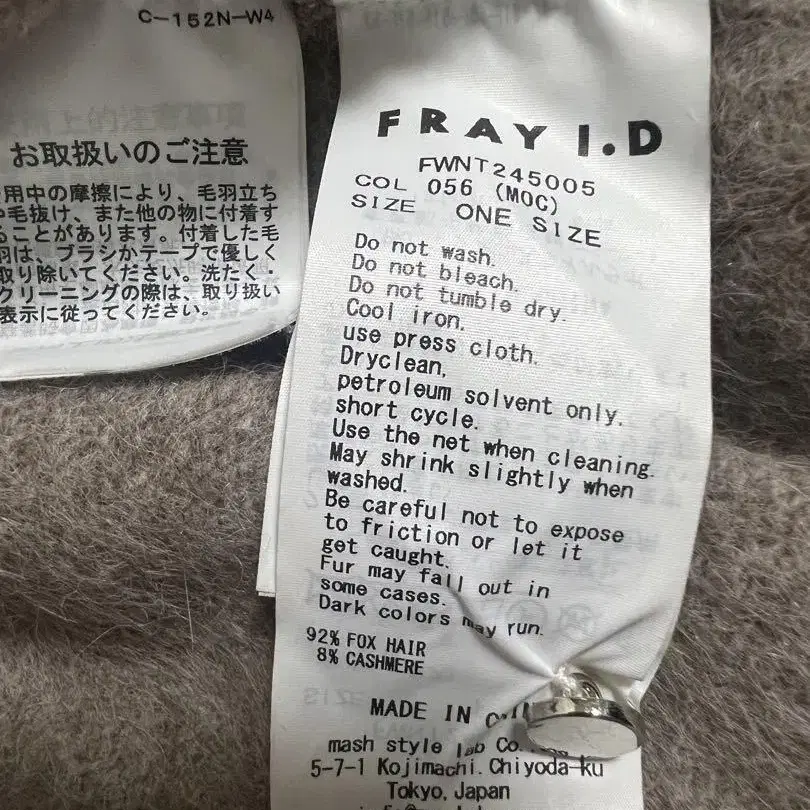 C-152N-W4
お取扱いのご注意
用中の摩擦により、毛羽立ち
や毛抜け、また他の物に付着す
ることがあります。付着した毛
羽は、ブラシかテープで優しく
取り除いてください。洗たく・
クリーニングの際は、取り扱い
表示に従ってください。
FRAY I.D
FWNT245005
COL 056 (MOC)
SIZE ONE SIZE
Do not wash.
Do not bleach.
Do not tumble dry.
Cool iron.
use press cloth.
Dryclean,
petroleum solvent only.
short cycle.
Use the net when cleaning.
May shrink slightly when
washed.
Be careful not to expose
to friction or let it
get caught.
Fur may fall out in
some cases.
Dark colors may run.
92% FOX HAIR
8% CASHMERE
MADE IN
mash style lab Co.
5-7-1 Kojimachi. Chiyoda-ku
Tokyo, Japan